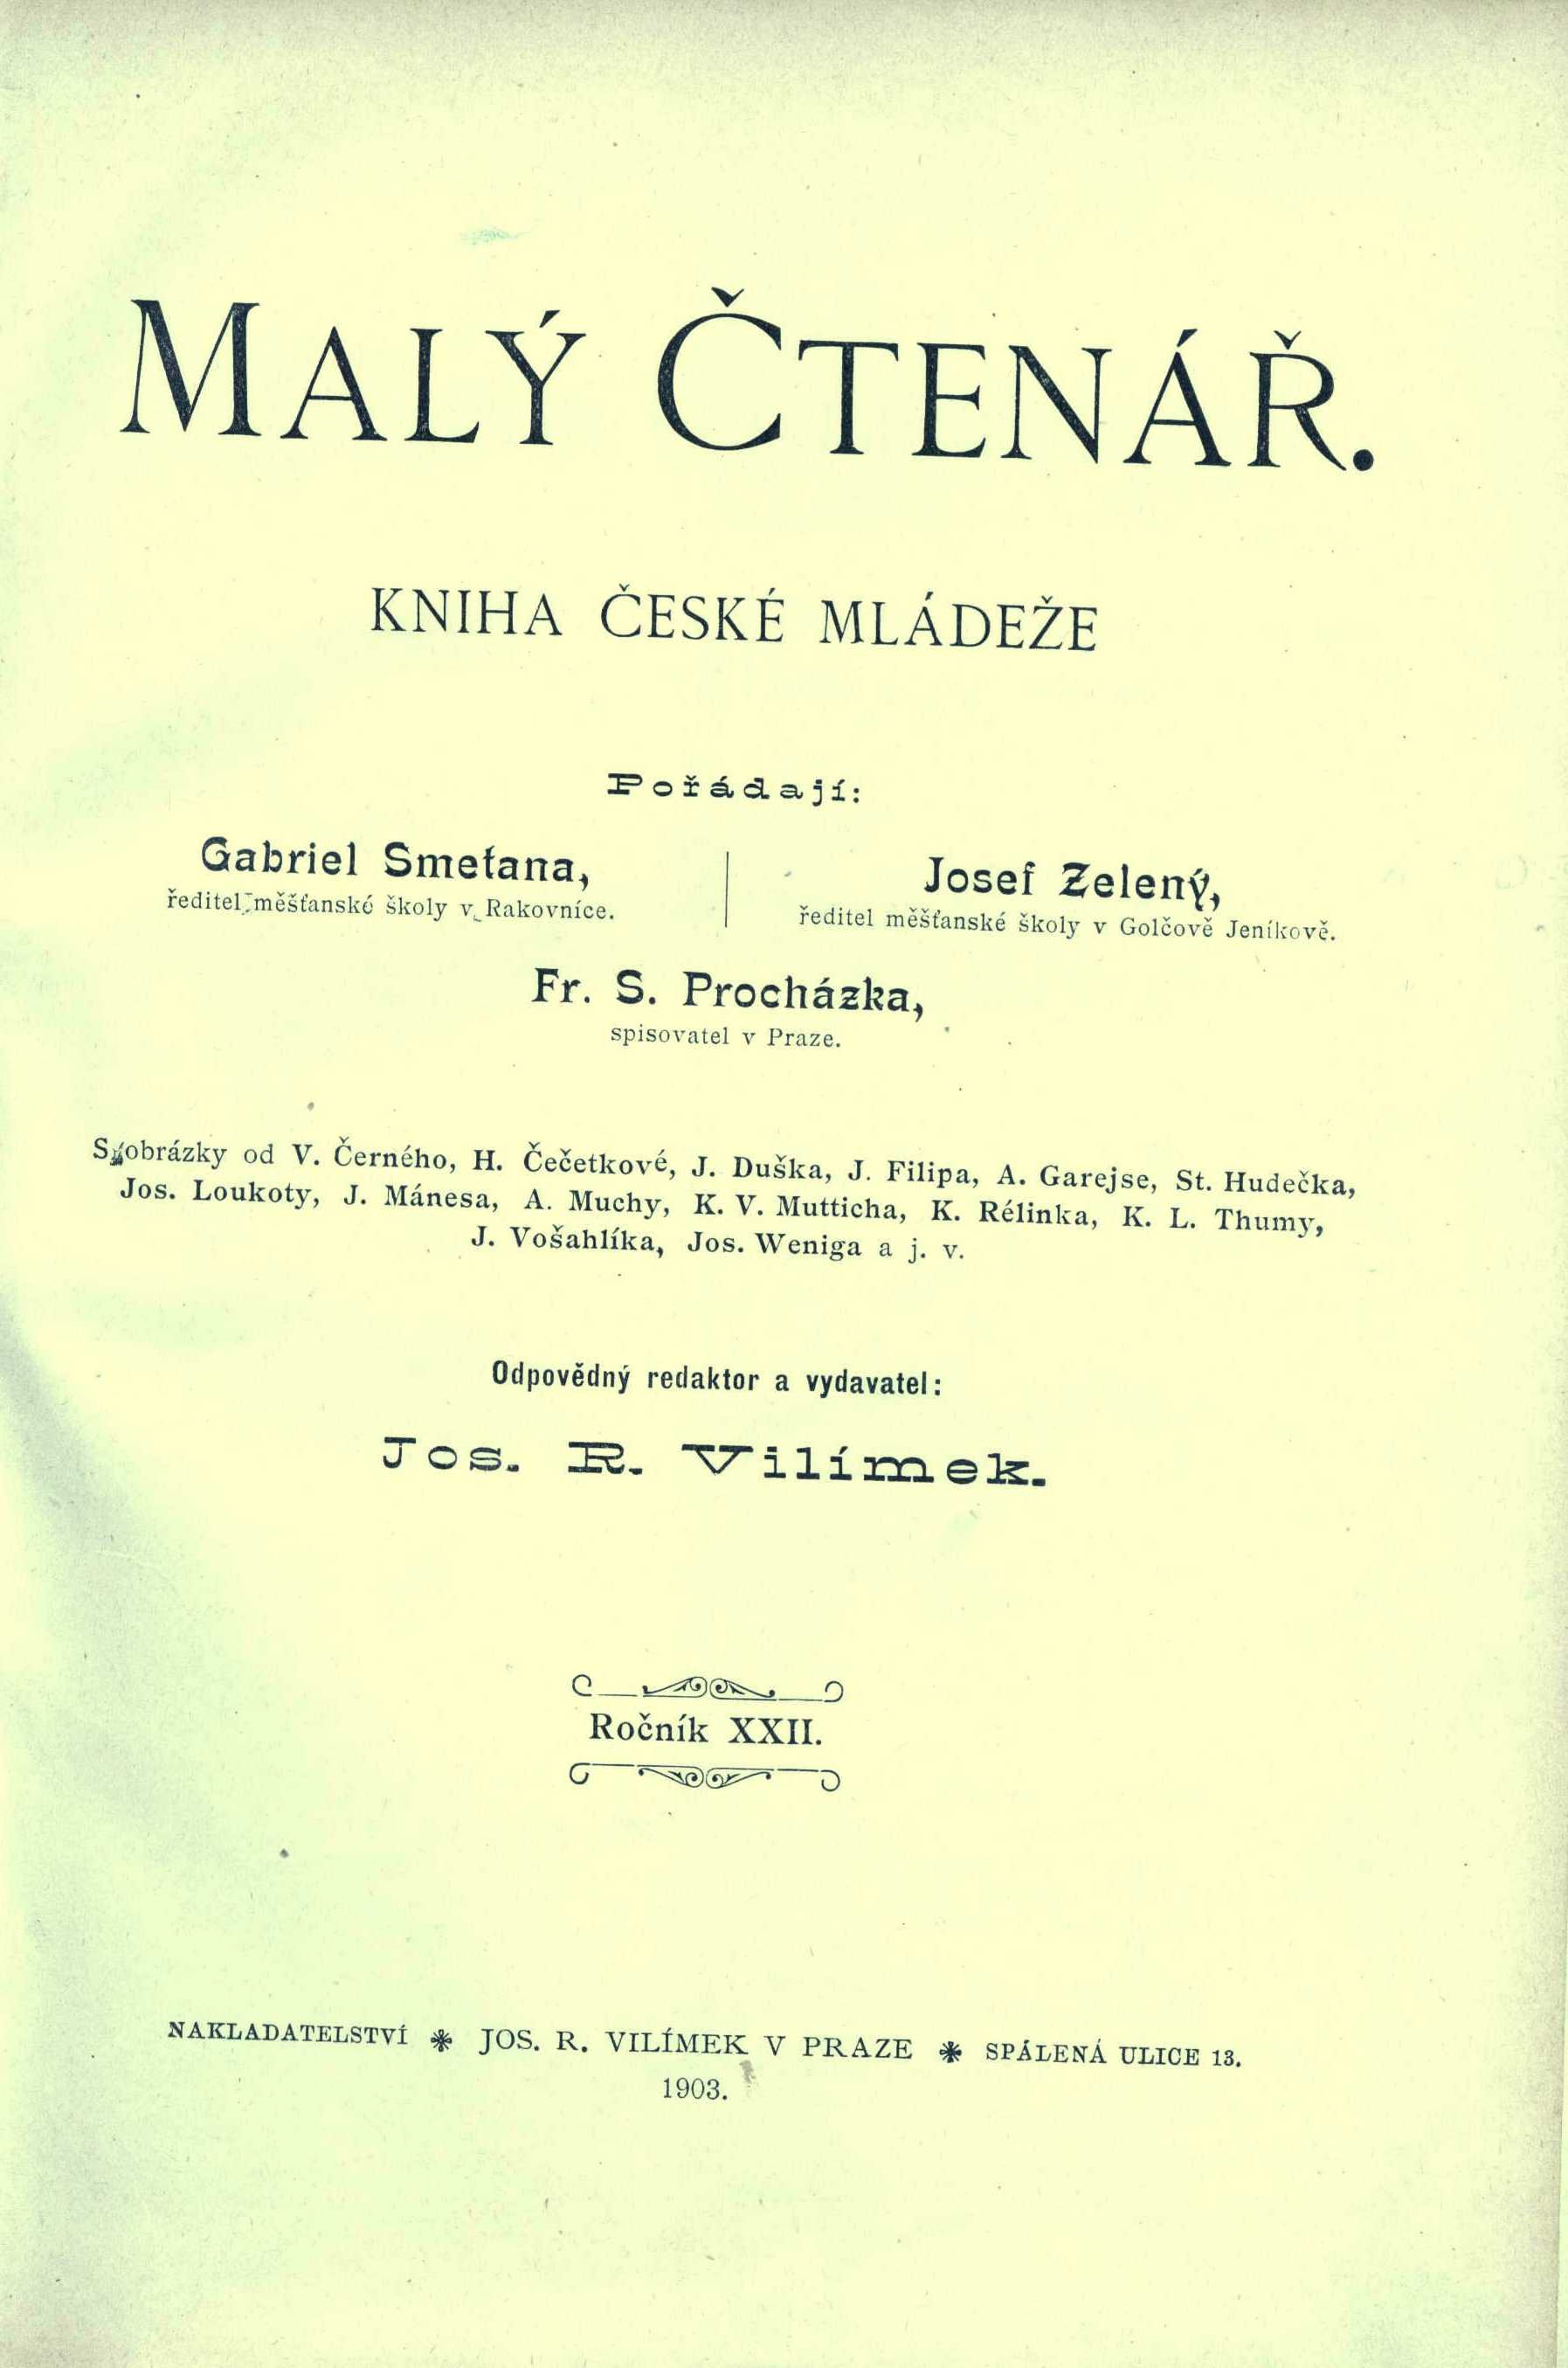 MALÝ ČTENÁŘ.
KNIHA ČESKÉ MLÁDEŽE
Pořádají:
Gabriel Smetana,
ředitel měšťanské školy v Rakovníce.
Josef Zelený,
ředitel měšťanské školy v Golčově Jeníkově.
Fr. S. Procházka,
spisovatel v Praze.
S obrázky od V. Černého, H. Čečetkové, J. Duška, J. Filipa, A. Garejse, St. Hudečka,
Jos. Loukoty, J. Mánesa, A. Muchy, K. V. Mutticha, K. Rélinka, K. L. Thumy,
J. Vošahlíka, Jos. Weniga a j. v.
Odpovědný redaktor a vydavatel:
Jos. R. Vilímek.
Ročník XXII.
NAKLADATELSTVÍ * JOS. R. VILÍMEK V PRAZE * SPÁLENÁ ULICE 13.
1903.